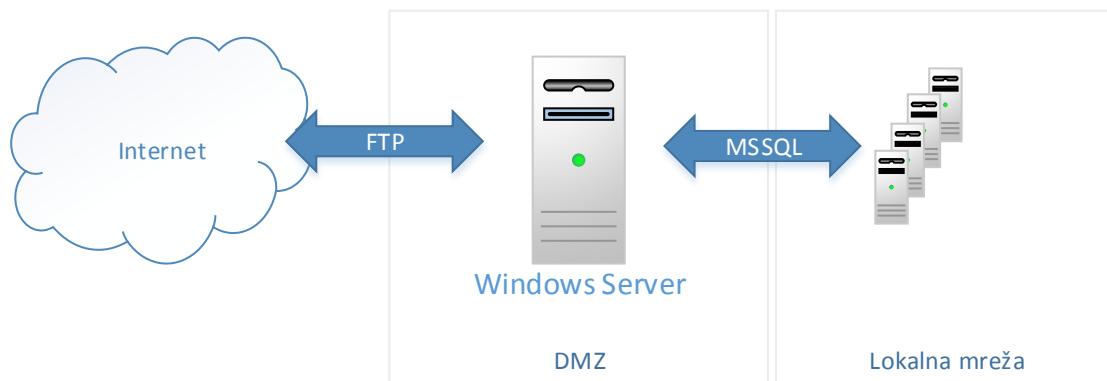 Internet
FTP
MSSQL
Windows Server
DMZ
Lokalna mreža